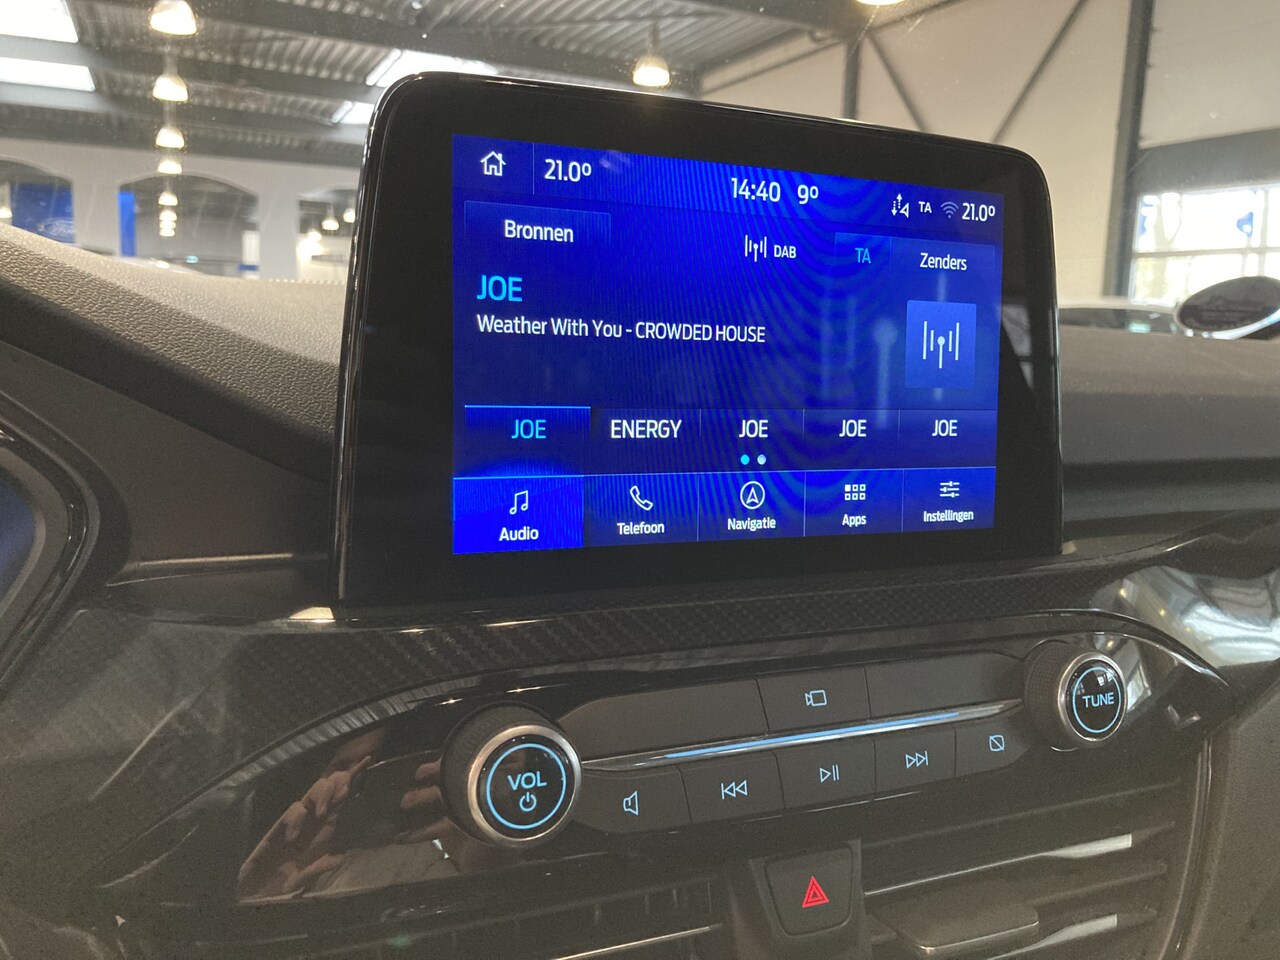 21.0°
14:40 9°
TA 21.0°
Bronnen
DAB
TA
Zenders
JOE
Weather With You - CROWDED HOUSE
JOE ENERGY JOE JOE JOE
Audio Telefoon Navigatie Apps Instellingen
VOL
TUNE